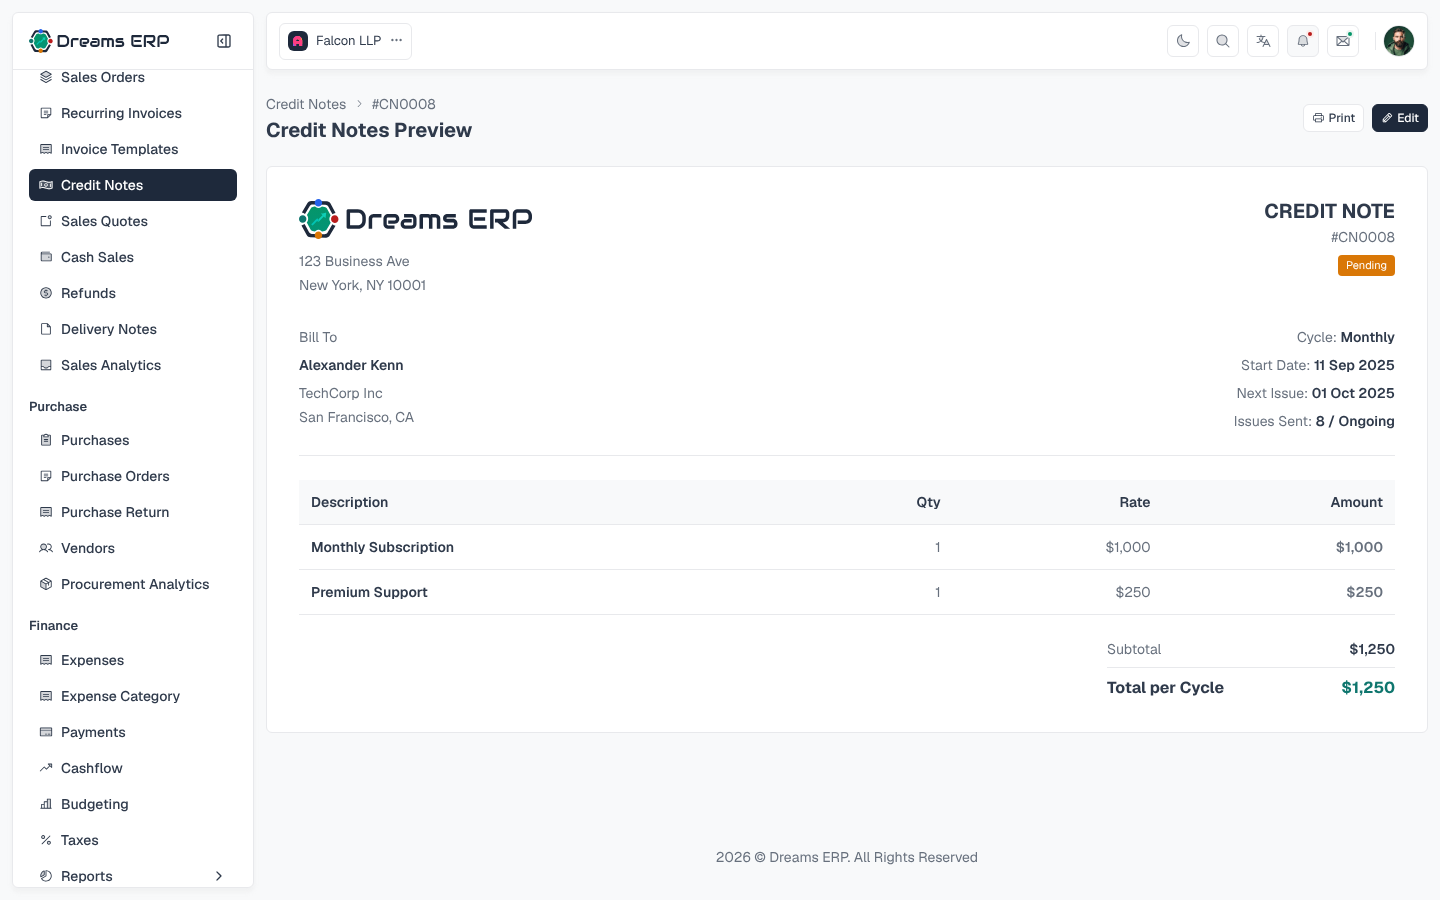 Dreams ERP
Sales Orders
Recurring Invoices
Invoice Templates
Credit Notes
Sales Quotes
Cash Sales
Refunds
Delivery Notes
Sales Analytics
Purchase
Purchases
Purchase Orders
Purchase Return
Vendors
Procurement Analytics
Finance
Expenses
Expense Category
Payments
Cashflow
Budgeting
Taxes
Reports
Falcon LLP
Credit Notes > #CN0008
Credit Notes Preview
Print Edit
Dreams ERP
123 Business Ave
New York, NY 10001
CREDIT NOTE
#CN0008
Pending
Bill To
Alexander Kenn
TechCorp Inc
San Francisco, CA
Cycle: Monthly
Start Date: 11 Sep 2025
Next Issue: 01 Oct 2025
Issues Sent: 8 / Ongoing
Description Qty Rate Amount
Monthly Subscription 1 $1,000 $1,000
Premium Support 1 $250 $250
Subtotal $1,250
Total per Cycle $1,250
2026 © Dreams ERP. All Rights Reserved